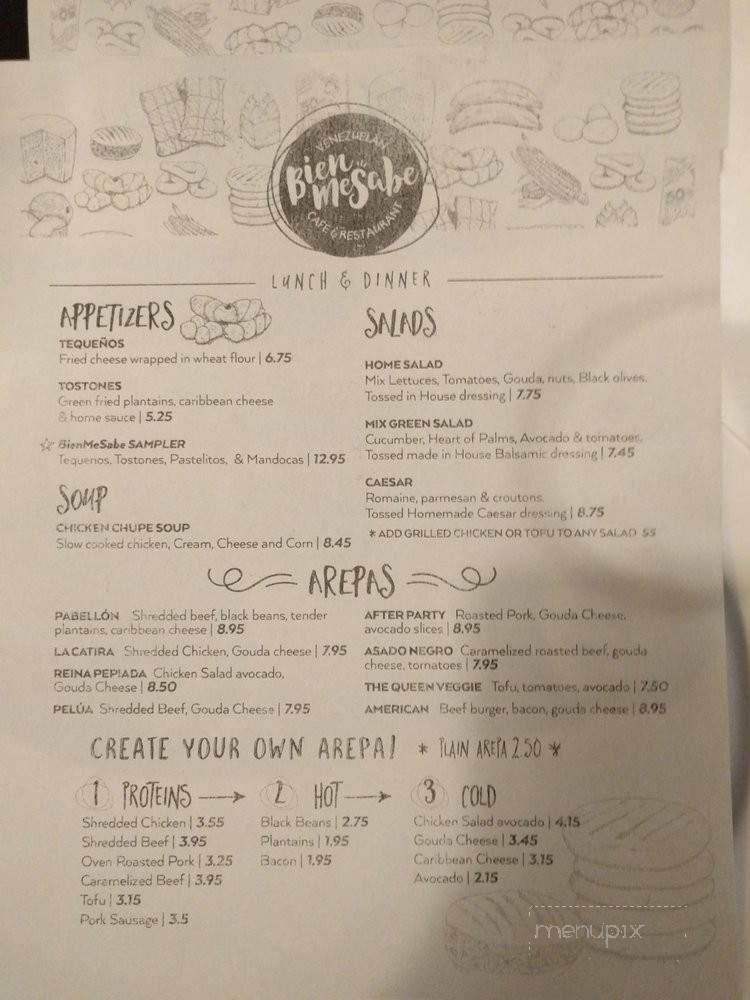 VENEZUELAN
Bien
MeSabe
CAFE & RESTAURANT
LUNCH & DINNER
APPETIZERS
TEQUEÑOS
Fried cheese wrapped in wheat flour | 6.75
TOSTONES
Green fried plantains, caribbean cheese
& home sauce | 5.25
BienMeSabe SAMPLER
Tequenos, Tostones, Pastelitos, & Mandocas | 12.95
SOUP
CHICKEN CHUPE SOUP
Slow cooked chicken, Cream, Cheese and Corn | 8.45
SALADS
HOME SALAD
Mix Lettuces, Tomatoes, Gouda, nuts, Black olives.
Tossed in House dressing | 7.75
MIX GREEN SALAD
Cucumber, Heart of Palms, Avocado & tomatoes.
Tossed made in House Balsamic dressing | 7.45
CAESAR
Romaine, parmesan & croutons.
Tossed Homemade Caesar dressing | 8.75
* ADD GRILLED CHICKEN OR TOFU TO ANY SALAD
AREPAS
PABELLÓN Shredded beef, black beans, tender
plantains, caribbean cheese | 8.95
LA CATIRA Shredded Chicken, Gouda cheese | 7.95
REINA PEPIADA Chicken Salad avocado,
Gouda Cheese | 8.50
PELÚA Shredded Beef, Gouda Cheese | 7.95
AFTER PARTY Roasted Pork, Gouda Cheese,
avocado slices | 8.95
ASADO NEGRO Caramelized roasted beef, gouda
cheese, tomatoes | 7.95
THE QUEEN VEGGIE Tofu, tomatoes, avocado | 7.50
AMERICAN Beef burger, bacon, gouda cheese | 8.95
CREATE YOUR OWN AREPA! * PLAIN AREPA 2.50 *
1 PROTEINS
Shredded Chicken | 3.55
Shredded Beef | 3.95
Oven Roasted Pork | 3.25
Caramelized Beef | 3.95
Tofu | 3.15
Pork Sausage | 3.5
2 HOT
Black Beans | 2.75
Plantains | 1.95
Bacon | 1.95
3 COLD
Chicken Salad avocado | 4.15
Gouda Cheese | 3.45
Caribbean Cheese | 3.15
Avocado | 2.15
menupix